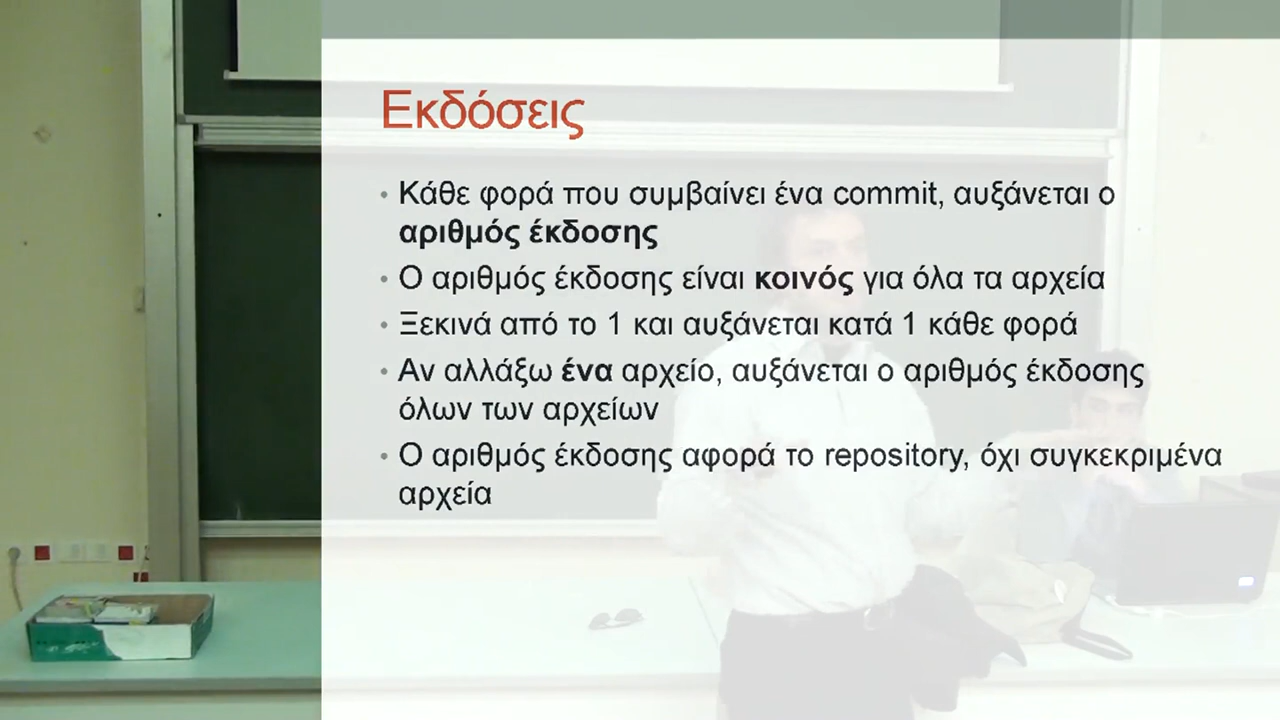 Εκδόσεις
• Κάθε φορά που συμβαίνει ένα commit, αυξάνεται ο
αριθμός έκδοσης
• Ο αριθμός έκδοσης είναι κοινός για όλα τα αρχεία
• Ξεκινά από το 1 και αυξάνεται κατά 1 κάθε φορά
• Αν αλλάξω ένα αρχείο, αυξάνεται ο αριθμός έκδοσης
όλων των αρχείων
• Ο αριθμός έκδοσης αφορά το repository, όχι συγκεκριμένα
αρχεία